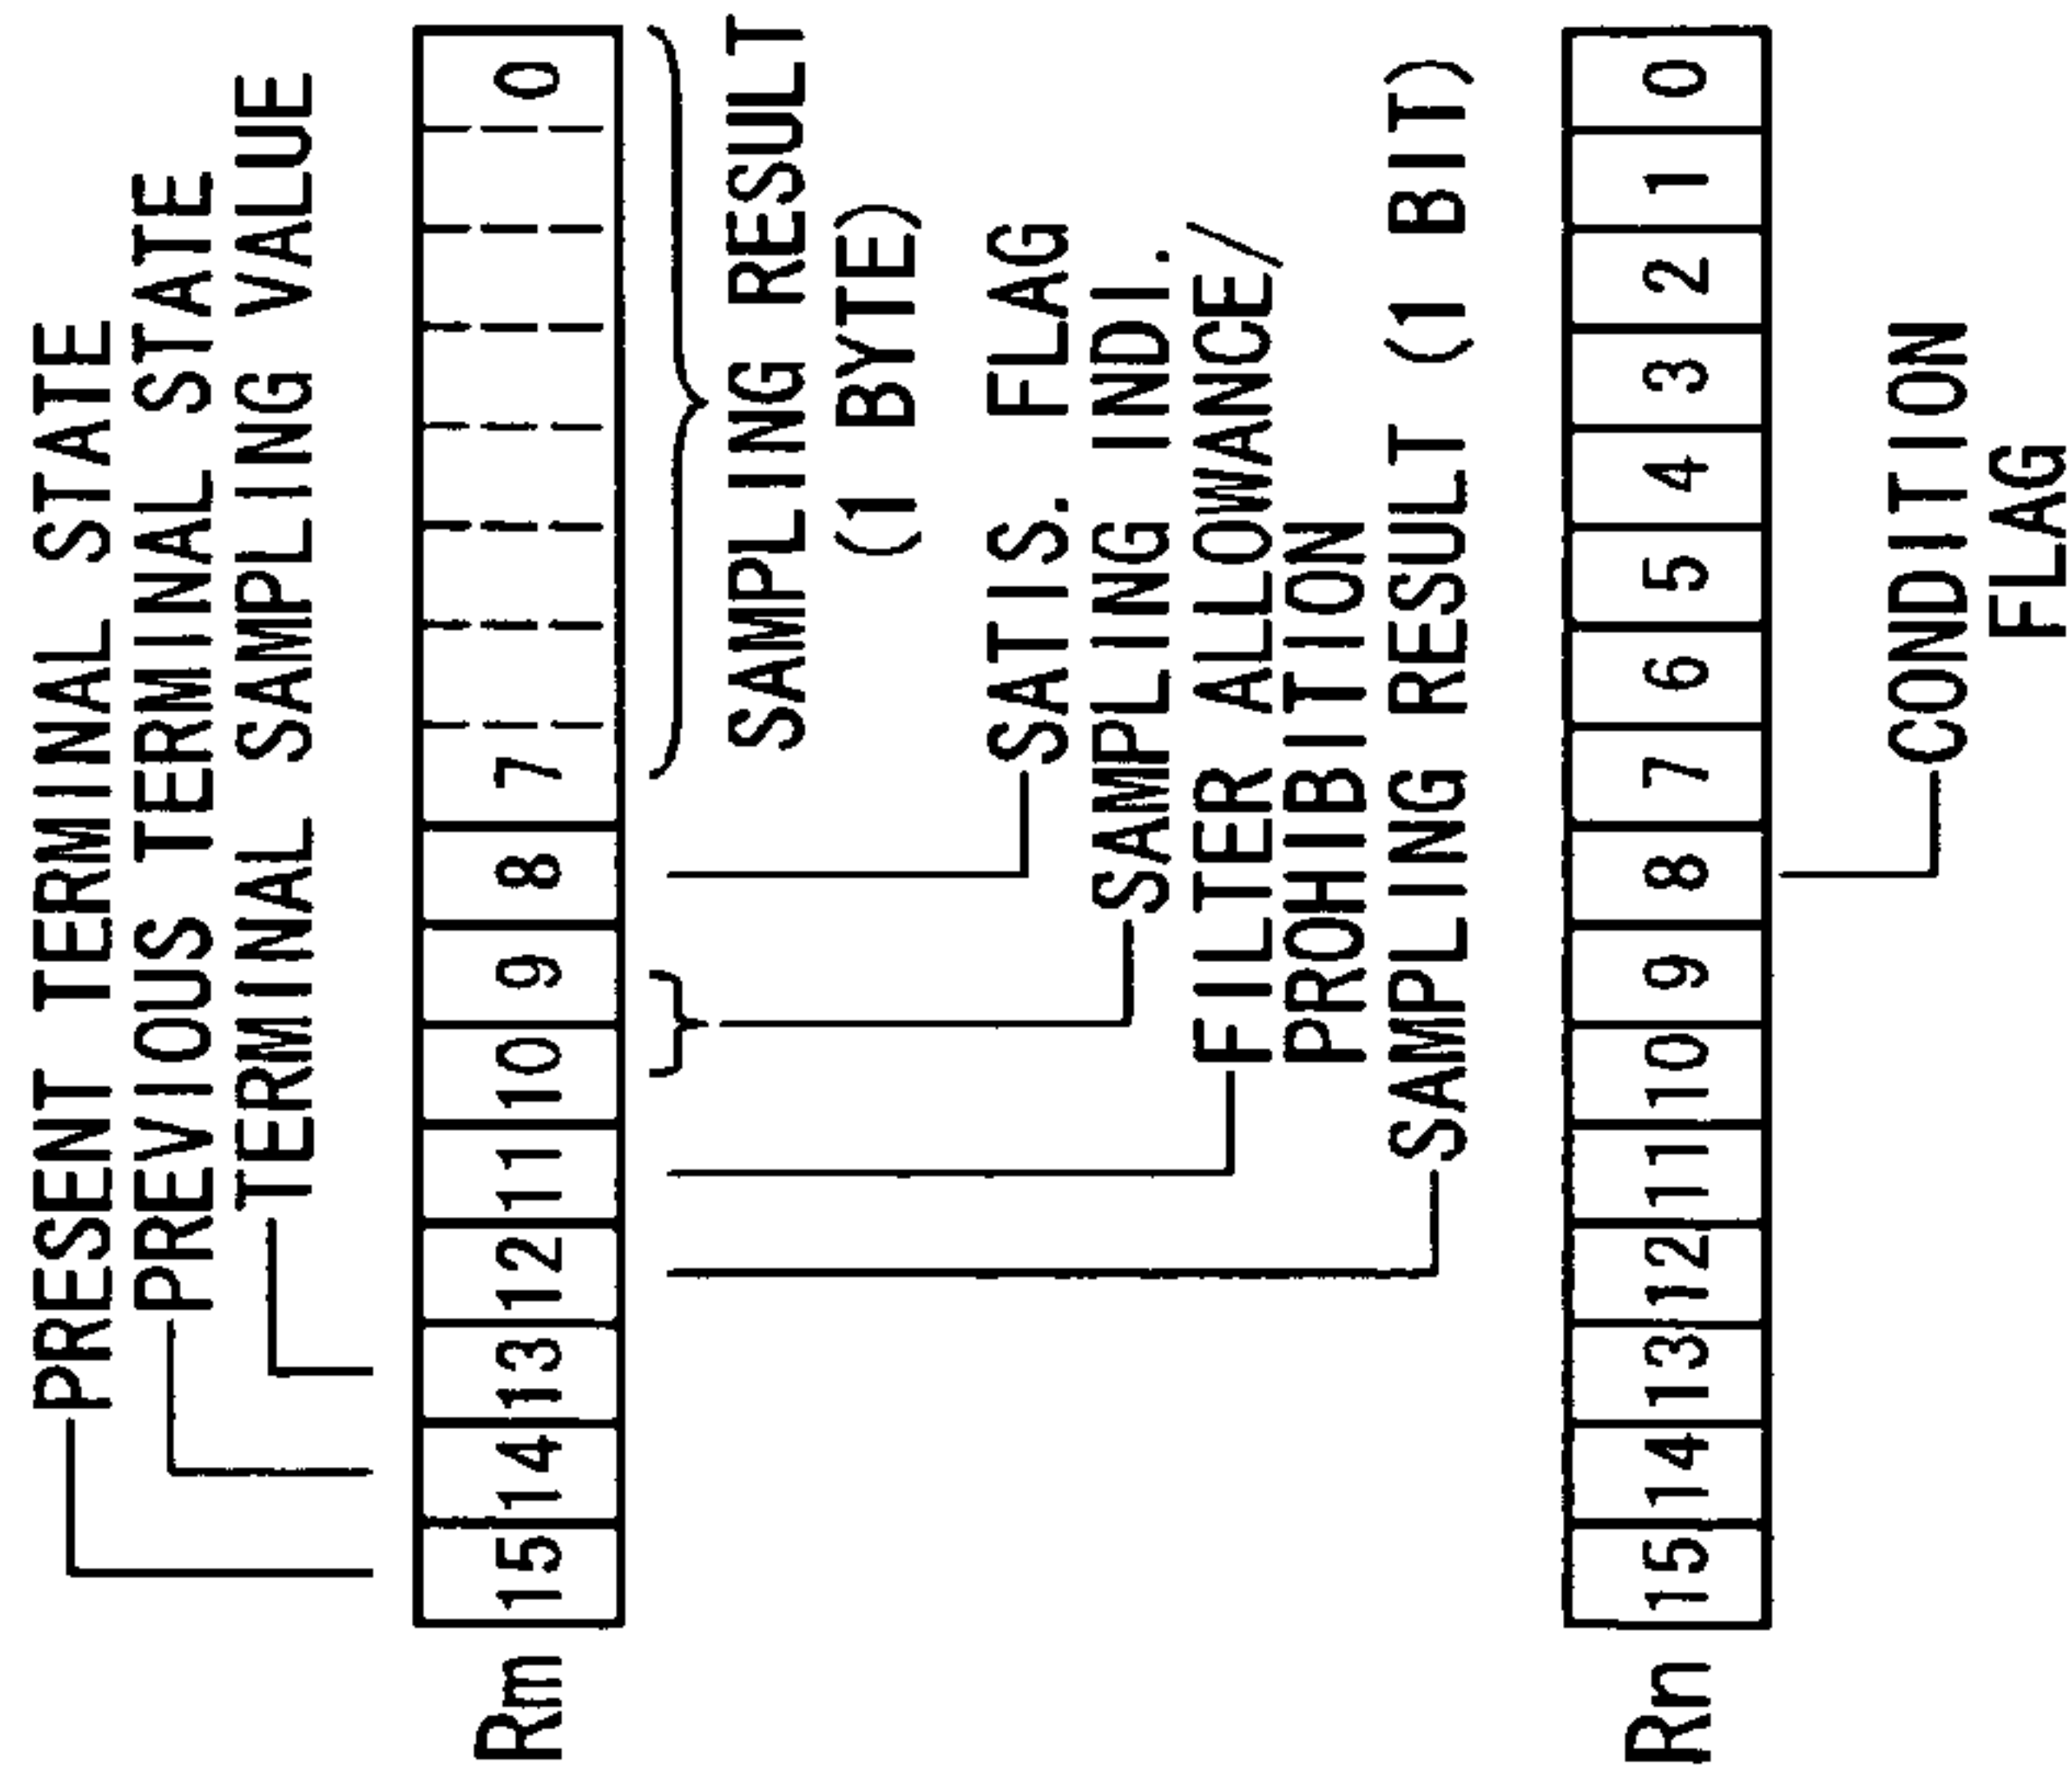 PRESENT TERMINAL STATE
PREVIOUS TERMINAL STATE
TERMINAL SAMPLING VALUE
Rm 15 14 13 12 11 10 9 8 7 0
SAMPLING RESULT
(1 BYTE)
SATIS. FLAG
SAMPLING INDI.
FILTER ALLOWANCE/
PROHIBITION
SAMPLING RESULT (1 BIT)
Rn 15 14 13 12 11 10 9 8 7 6 5 4 3 2 1 0
CONDITION
FLAG